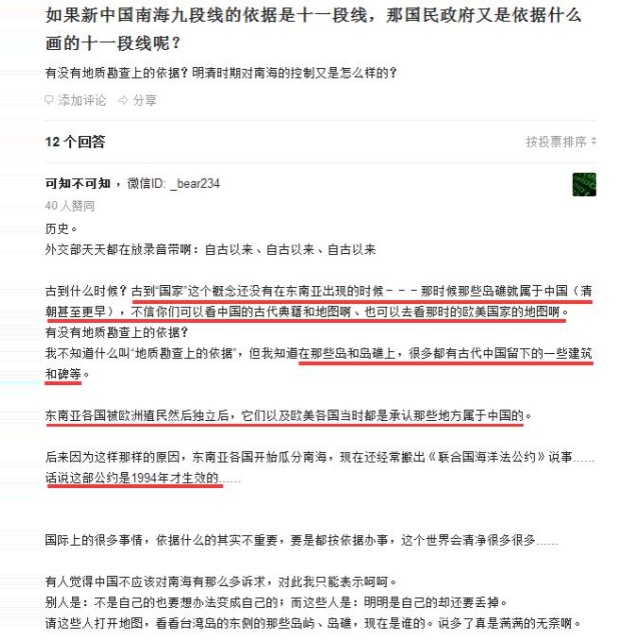 如果新中国南海九段线的依据是十一段线，那国民政府又是依据什么
画的十一段线呢？
有没有地质勘查上的依据？明清时期对南海的控制又是怎么样的？
添加评论 分享
12 个回答 按投票排序
可知不可知，微信ID: _bear234
40 人赞同
历史。
外交部天天都在放录音带啊：自古以来、自古以来、自古以来
古到什么时候？古到“国家”这个概念还没有在东南亚出现的时候－－－那时候那些岛礁就属于中国（清
朝甚至更早），不信你们可以看中国的古代典籍和地图啊、也可以去看那时的欧美国家的地图啊。
有没有地质勘查上的依据？
我不知道什么叫“地质勘查上的依据”，但我知道在那些岛和岛礁上，很多都有古代中国留下的一些建筑
和碑等。
东南亚各国被欧洲殖民然后独立后，它们以及欧美各国当时都是承认那些地方属于中国的。
后来因为这样那样的原因，东南亚各国开始瓜分南海，现在还经常搬出《联合国海洋法公约》说事……
话说这部公约是1994年才生效的……
国际上的很多事情，依据什么的其实不重要，要是都按依据办事，这个世界会清净很多很多……
有人觉得中国不应该对南海有那么多诉求，对此我只能表示呵呵。
别人是：不是自己的也要想办法变成自己的；而这些人是：明明是自己的却还要丢掉。
请这些人打开地图，看看台湾岛的东侧的那些岛屿、岛礁，现在是谁的。说多了真是满满的无奈啊。